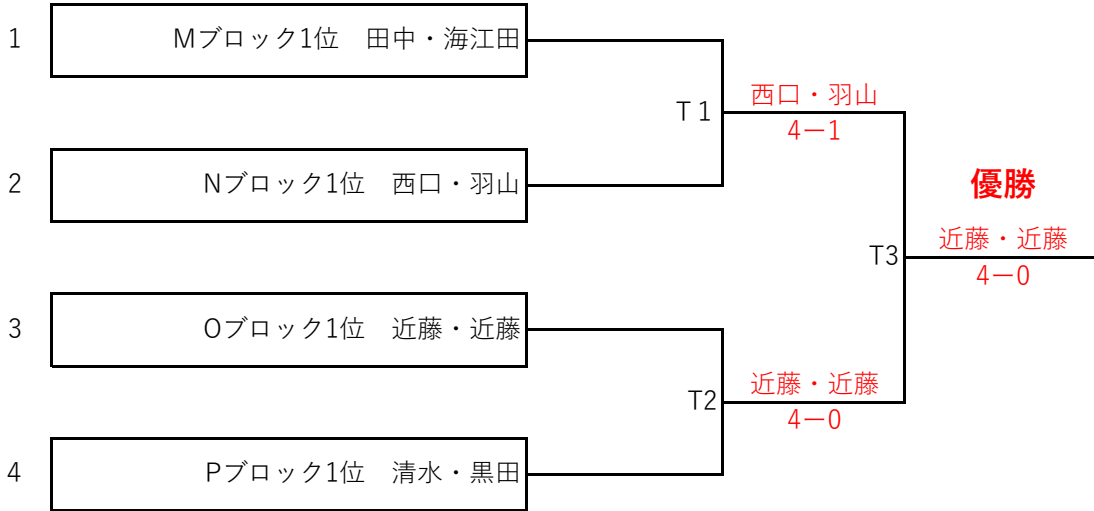 1 Mブロック1位　田中・海江田
T１ 西口・羽山
4－1
2 Nブロック1位　西口・羽山
優勝
T3 近藤・近藤
4－0
3 Oブロック1位　近藤・近藤
T2 近藤・近藤
4－0
4 Pブロック1位　清水・黒田